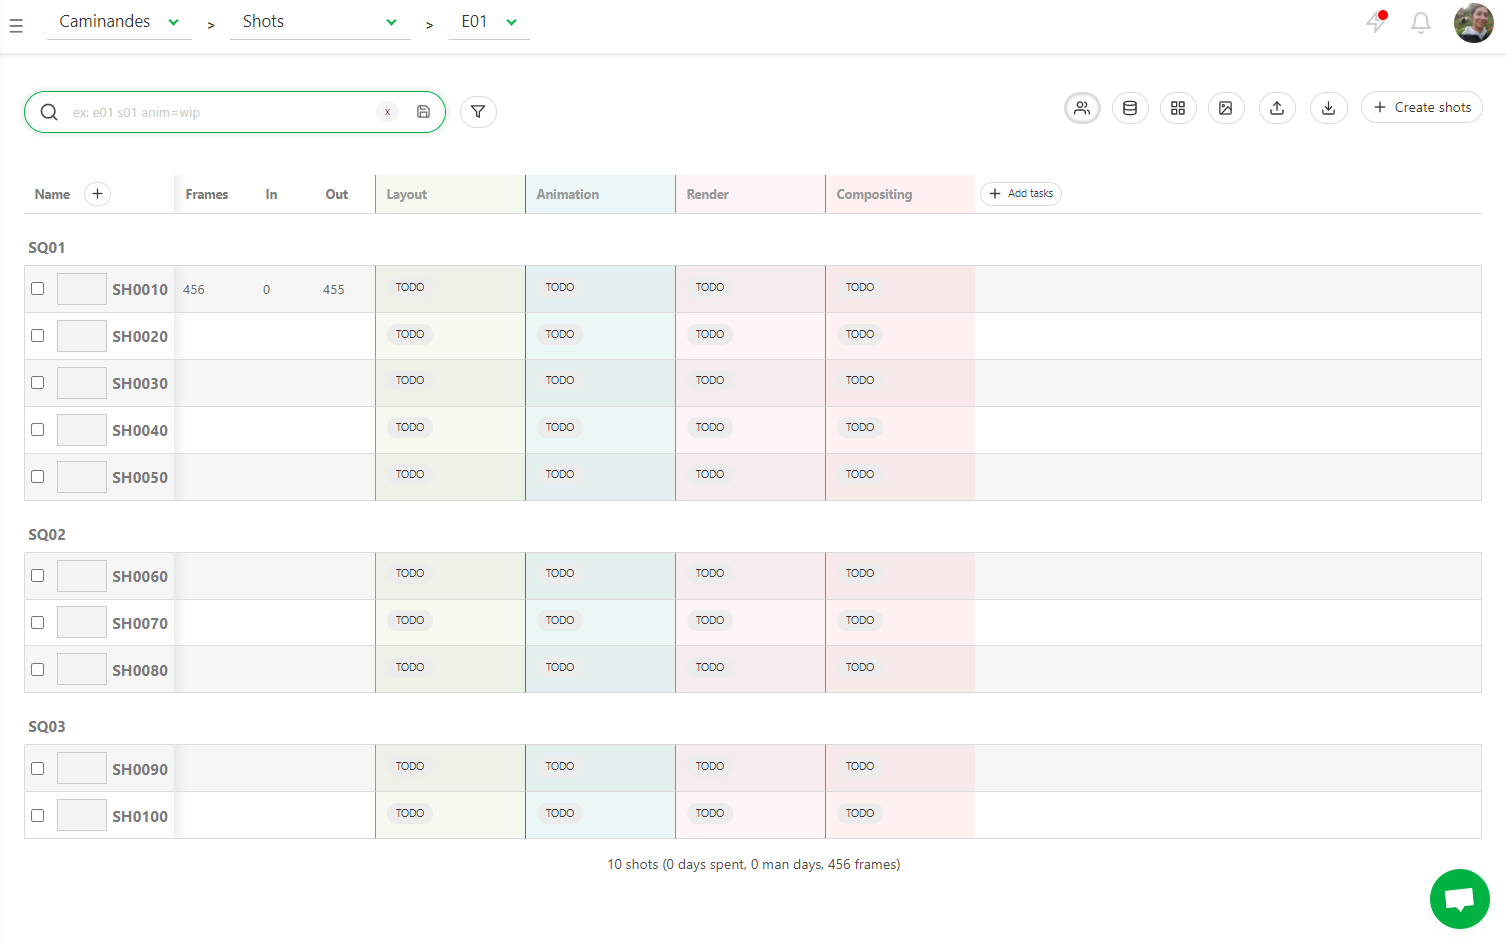 Caminandes > Shots > E01
ex: e01 s01 anim=wip x
+ Create shots
Name + Frames In Out Layout Animation Render Compositing + Add tasks
SQ01
SH0010 456 0 455 TODO TODO TODO TODO
SH0020 TODO TODO TODO TODO
SH0030 TODO TODO TODO TODO
SH0040 TODO TODO TODO TODO
SH0050 TODO TODO TODO TODO
SQ02
SH0060 TODO TODO TODO TODO
SH0070 TODO TODO TODO TODO
SH0080 TODO TODO TODO TODO
SQ03
SH0090 TODO TODO TODO TODO
SH0100 TODO TODO TODO TODO
10 shots (0 days spent, 0 man days, 456 frames)